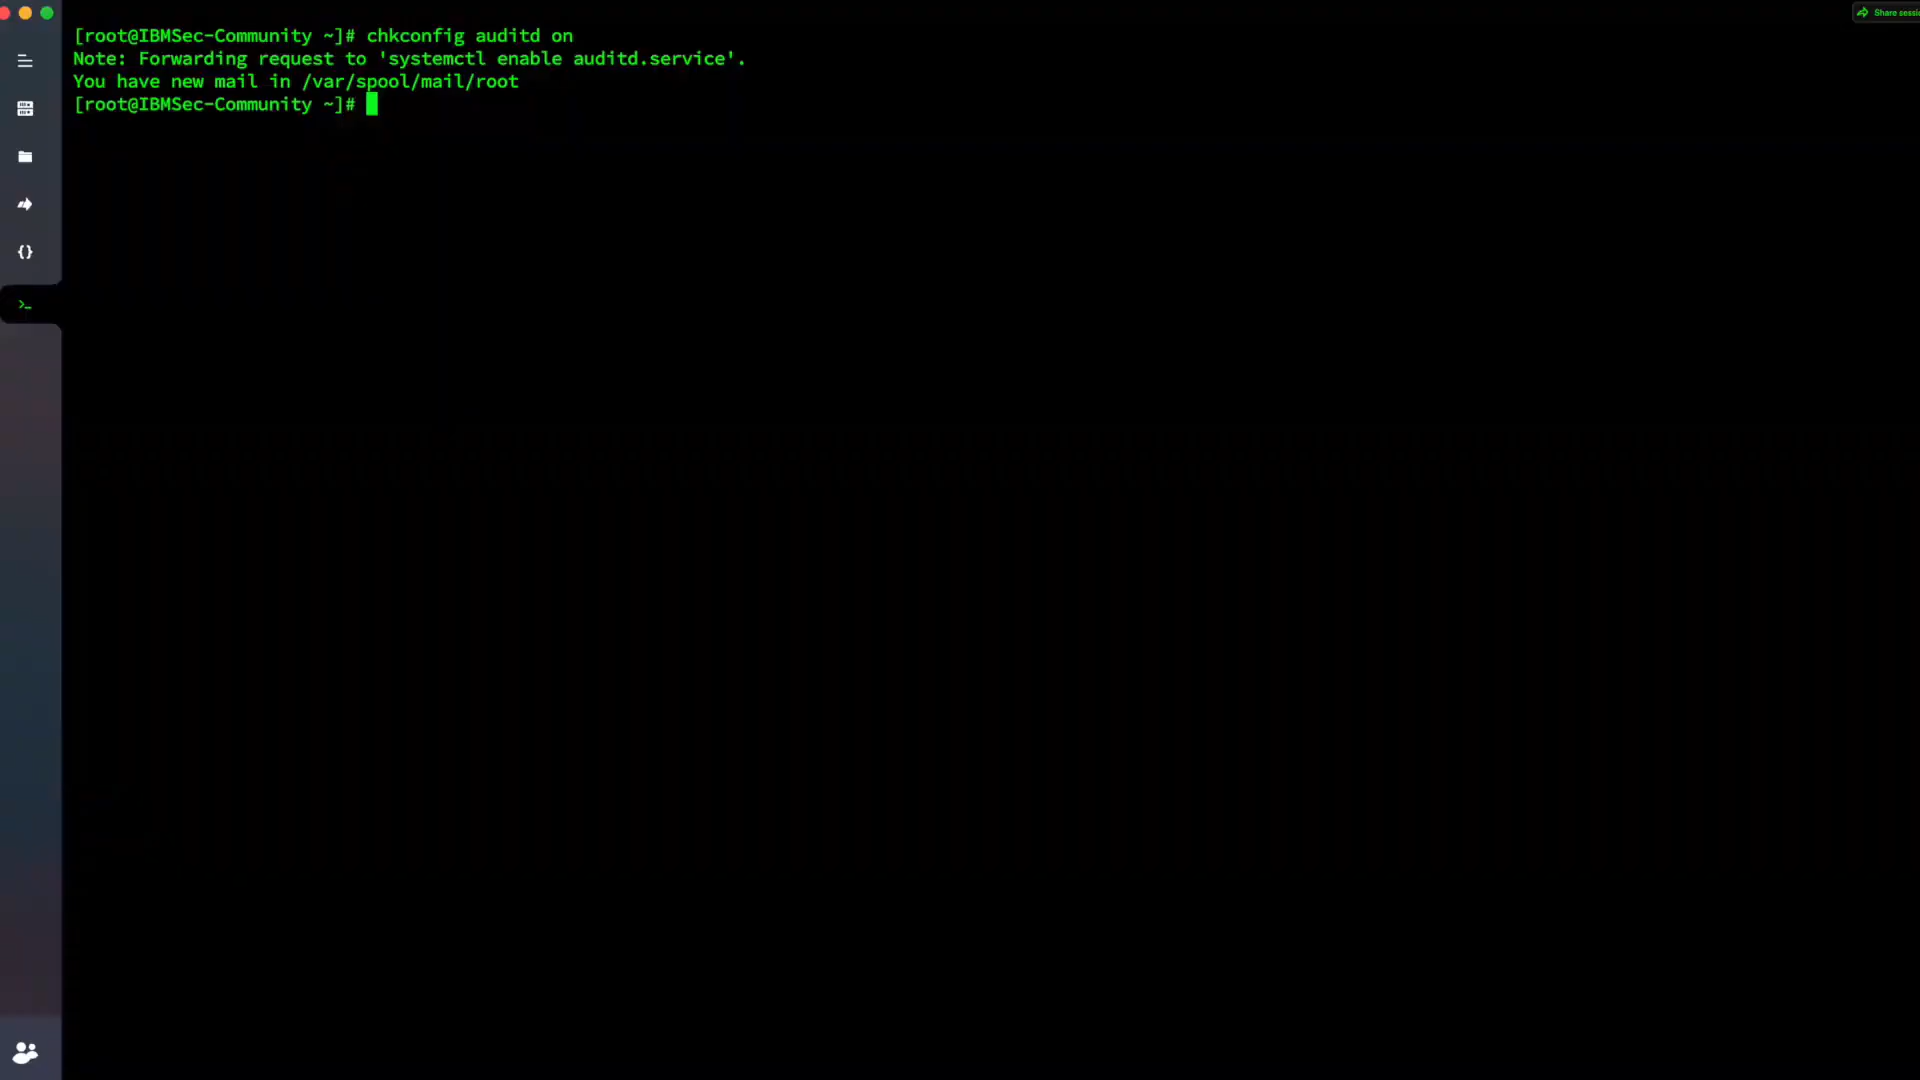 Share sessi
[root@IBMSec-Community ~]# chkconfig auditd on
Note: Forwarding request to 'systemctl enable auditd.service'.
You have new mail in /var/spool/mail/root
[root@IBMSec-Community ~]#